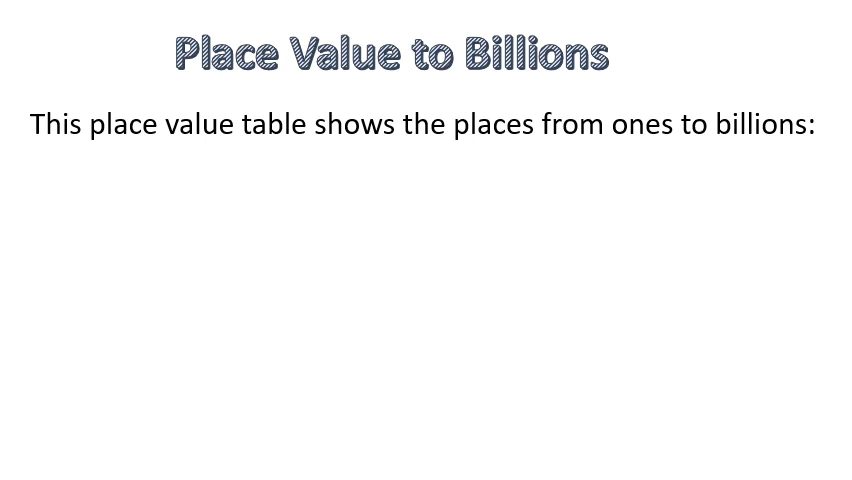 Place Value to Billions
This place value table shows the places from ones to billions: